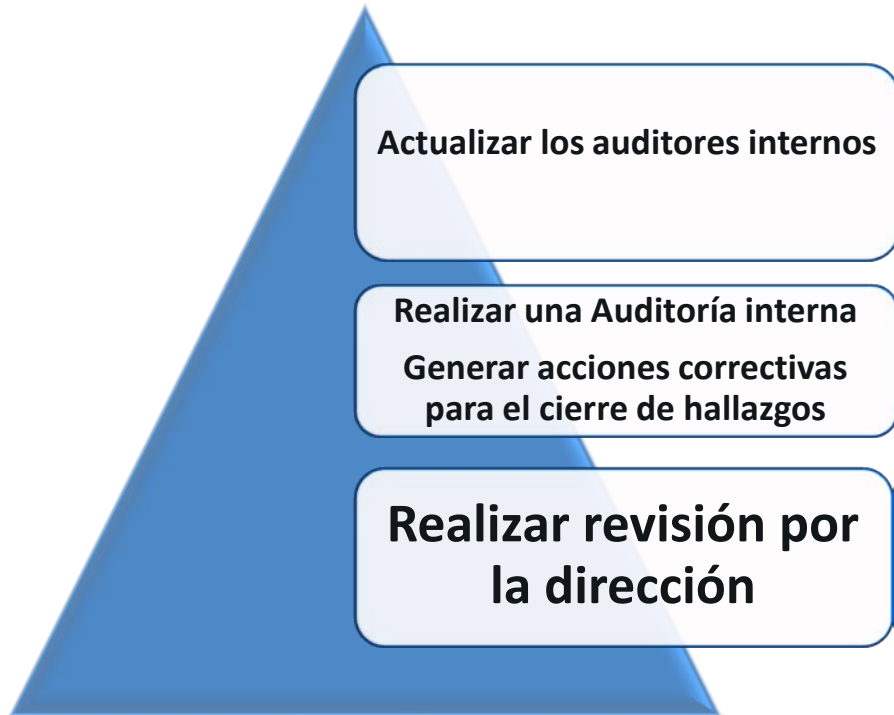 Actualizar los auditores internos
Realizar una Auditoría interna
Generar acciones correctivas
para el cierre de hallazgos
Realizar revisión por
la dirección